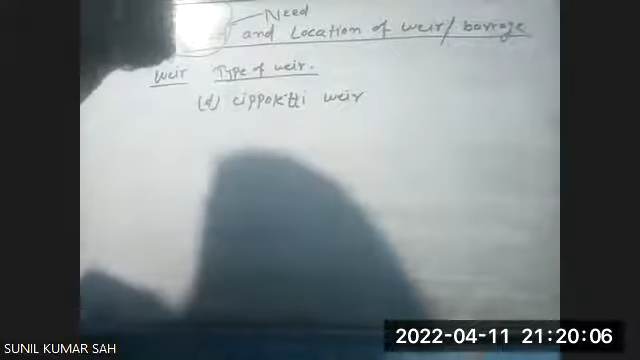 Need
and Location of weir/ barrage
weir Type of weir.
(d) cippoletti weir
SUNIL KUMAR SAH
2022-04-11 21:20:06